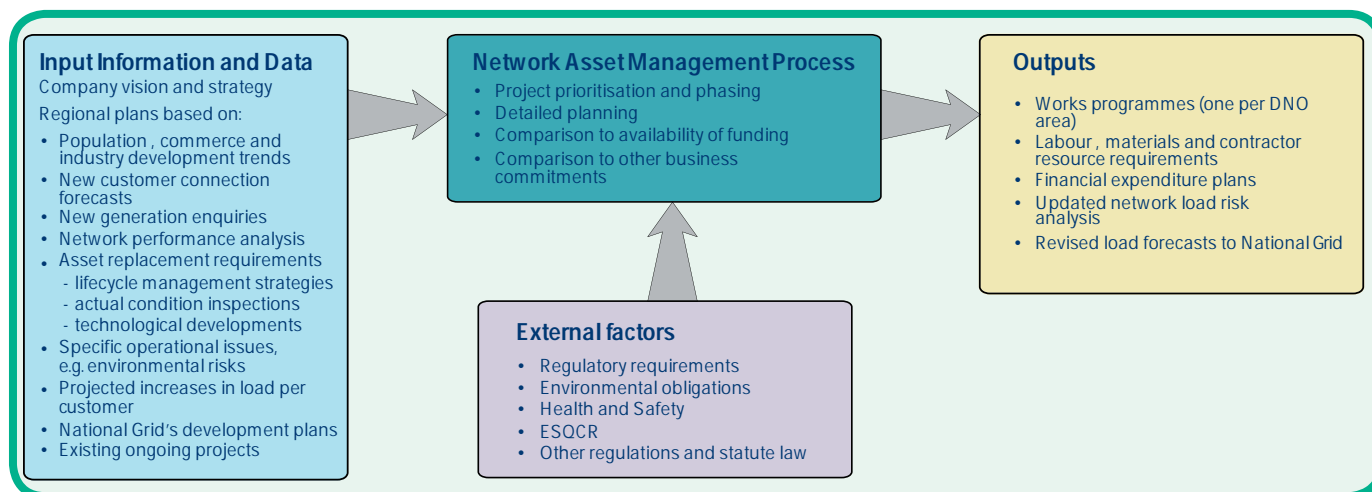 Input Information and Data
Company vision and strategy
Regional plans based on:
• Population , commerce and
industry development trends
• New customer connection
forecasts
• New generation enquiries
• Network performance analysis
• Asset replacement requirements
- lifecycle management strategies
- actual condition inspections
- technological developments
• Specific operational issues,
e.g. environmental risks
• Projected increases in load per
customer
• National Grid's development plans
• Existing ongoing projects
Network Asset Management Process
• Project prioritisation and phasing
• Detailed planning
• Comparison to availability of funding
• Comparison to other business
commitments
External factors
• Regulatory requirements
• Environmental obligations
• Health and Safety
• ESQCR
• Other regulations and statute law
Outputs
• Works programmes (one per DNO
area)
• Labour , materials and contractor
resource requirements
• Financial expenditure plans
• Updated network load risk
analysis
• Revised load forecasts to National Grid